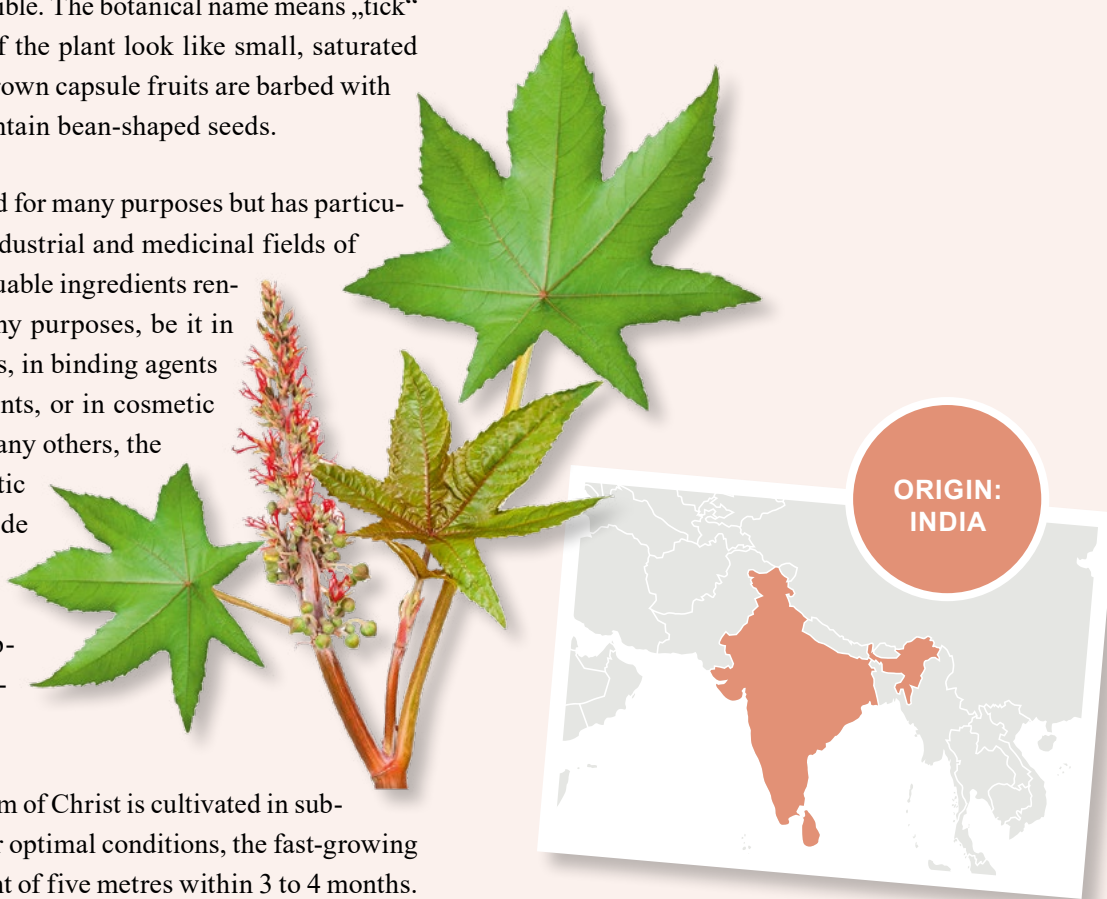 ible. The botanical name means „tick“
f the plant look like small, saturated
rown capsule fruits are barbed with
ntain bean-shaped seeds.
d for many purposes but has particu-
dustrial and medicinal fields of
uable ingredients ren-
ny purposes, be it in
s, in binding agents
nts, or in cosmetic
any others, the
tic
de
o-
-
m of Christ is cultivated in sub-
r optimal conditions, the fast-growing
nt of five metres within 3 to 4 months.
ORIGIN:
INDIA